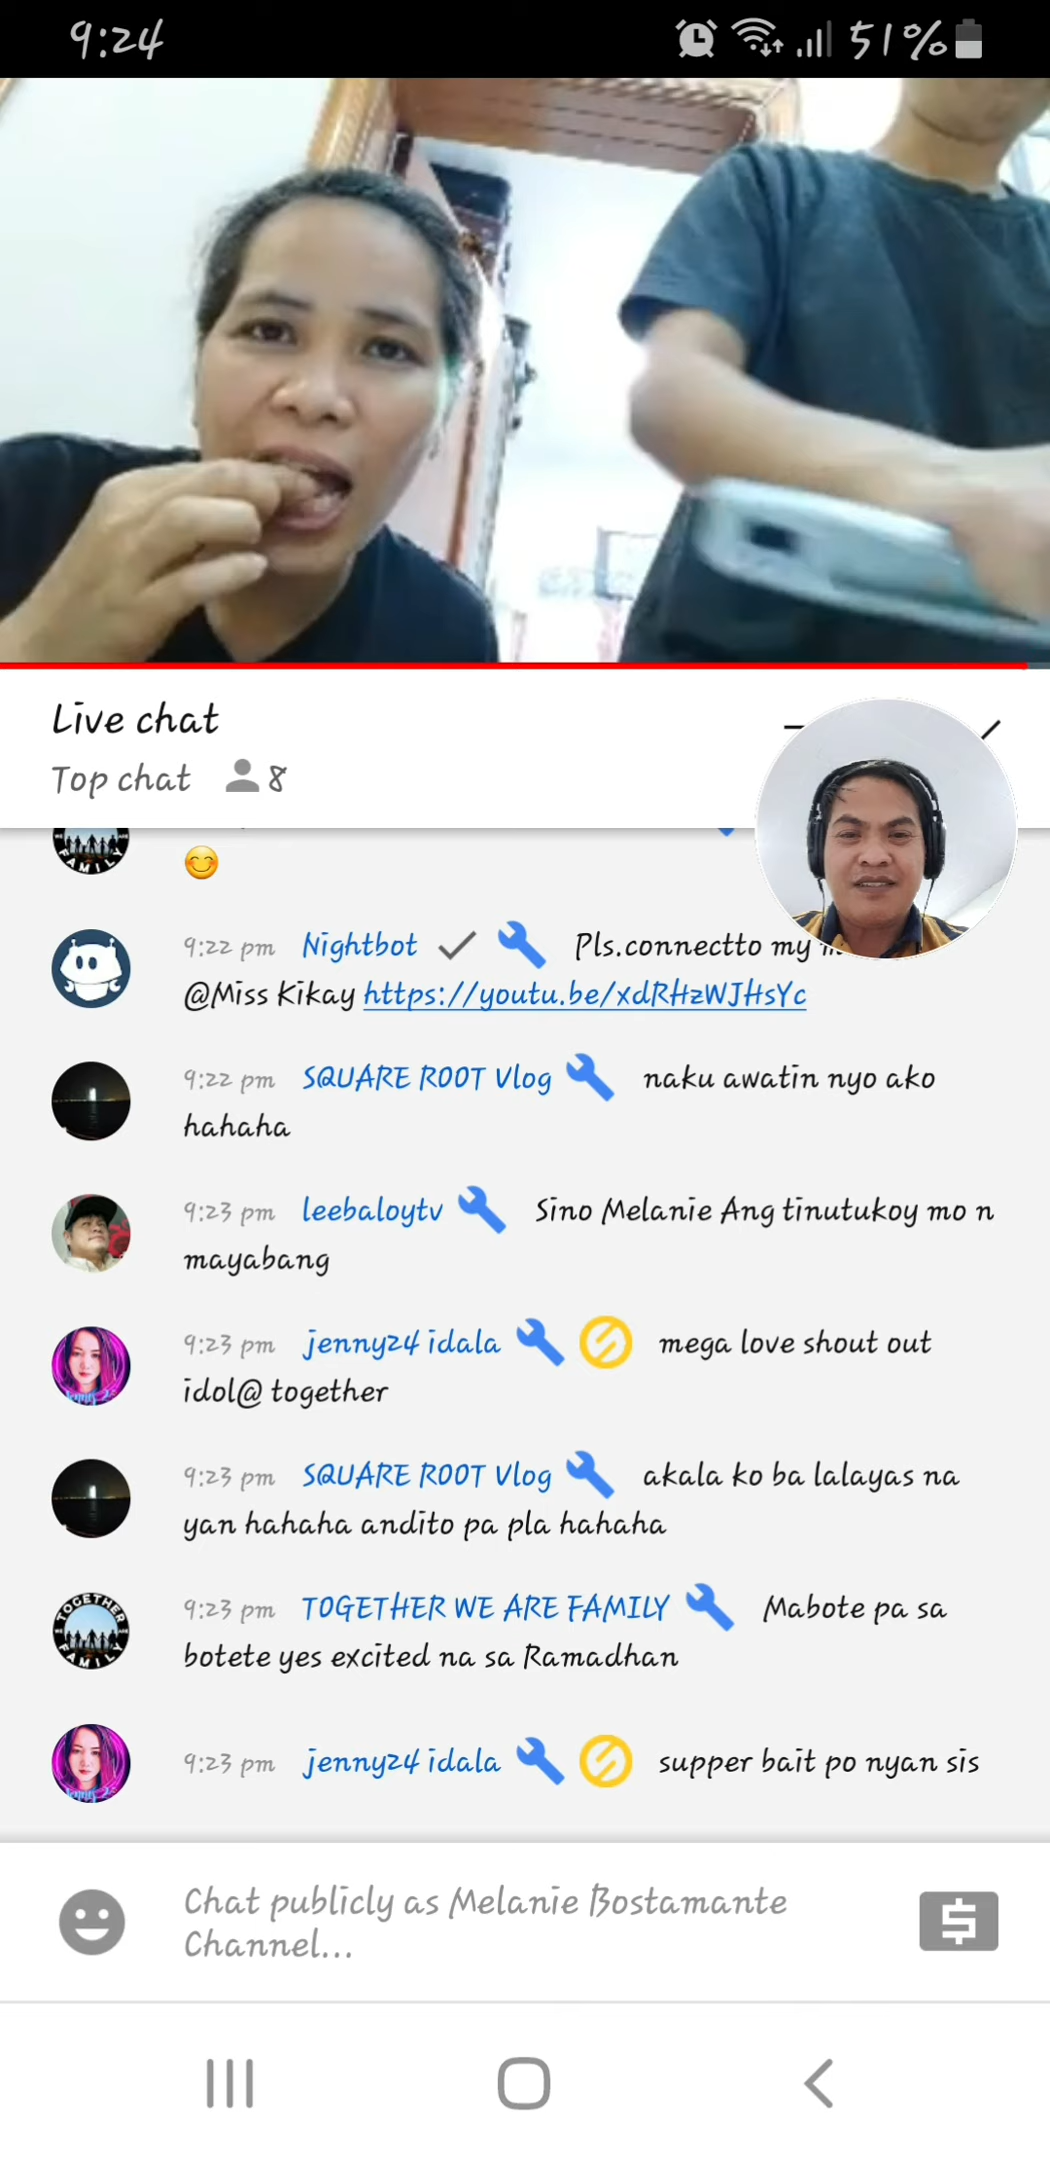 9:24 51%
Live chat
Top chat 8
9:22 pm Nightbot Pls.connectto my
@Miss Kikay https://youtu.be/xdRHzWJHsYc
9:22 pm SQUARE ROOT Vlog naku awatin nyo ako
hahaha
9:23 pm leebaloytv Sino Melanie Ang tinutukoy mo n
mayabang
9:23 pm jenny24 idala mega love shout out
idol@ together
9:23 pm SQUARE ROOT Vlog akala ko ba lalayas na
yan hahaha andito pa pla hahaha
TOGETHER
WE ARE
FAMILY
9:23 pm TOGETHER WE ARE FAMILY Mabote pa sa
botete yes excited na sa Ramadhan
9:23 pm jenny24 idala supper bait po nyan sis
Chat publicly as Melanie Bostamante
Channel...